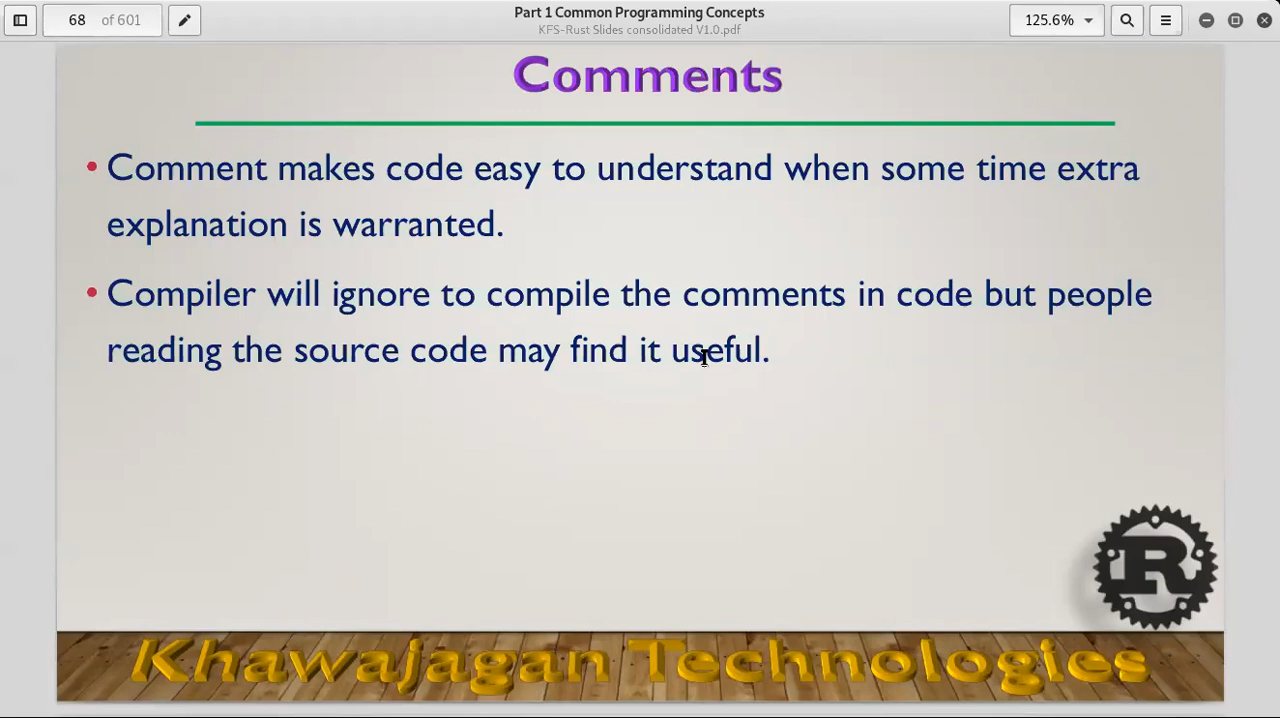 68 of 601
Part 1 Common Programming Concepts
KFS-Rust Slides consolidated V1.0.pdf
125.6%
Comments
• Comment makes code easy to understand when some time extra
explanation is warranted.
• Compiler will ignore to compile the comments in code but people
reading the source code may find it useful.
R
Khawajagan Technologies